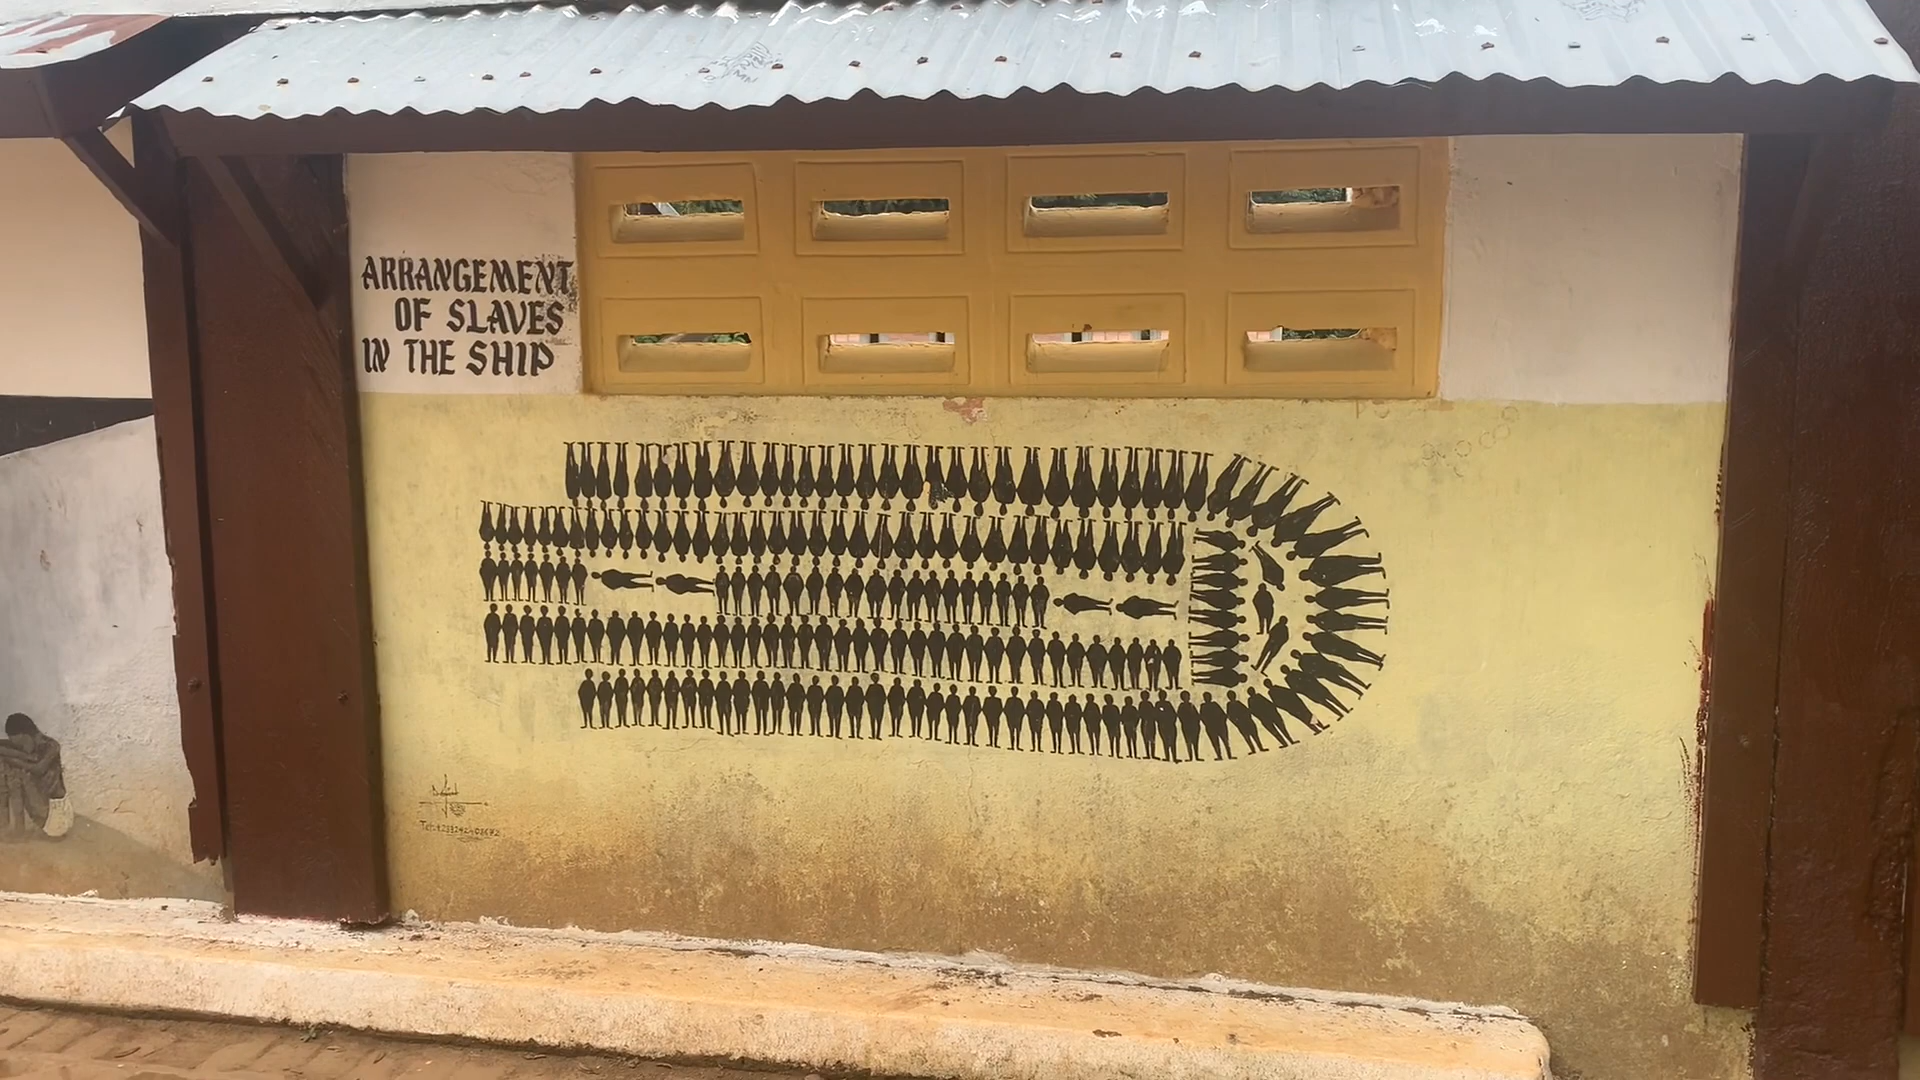 ARRANGEMENT
OF SLAVES
IN THE SHIP